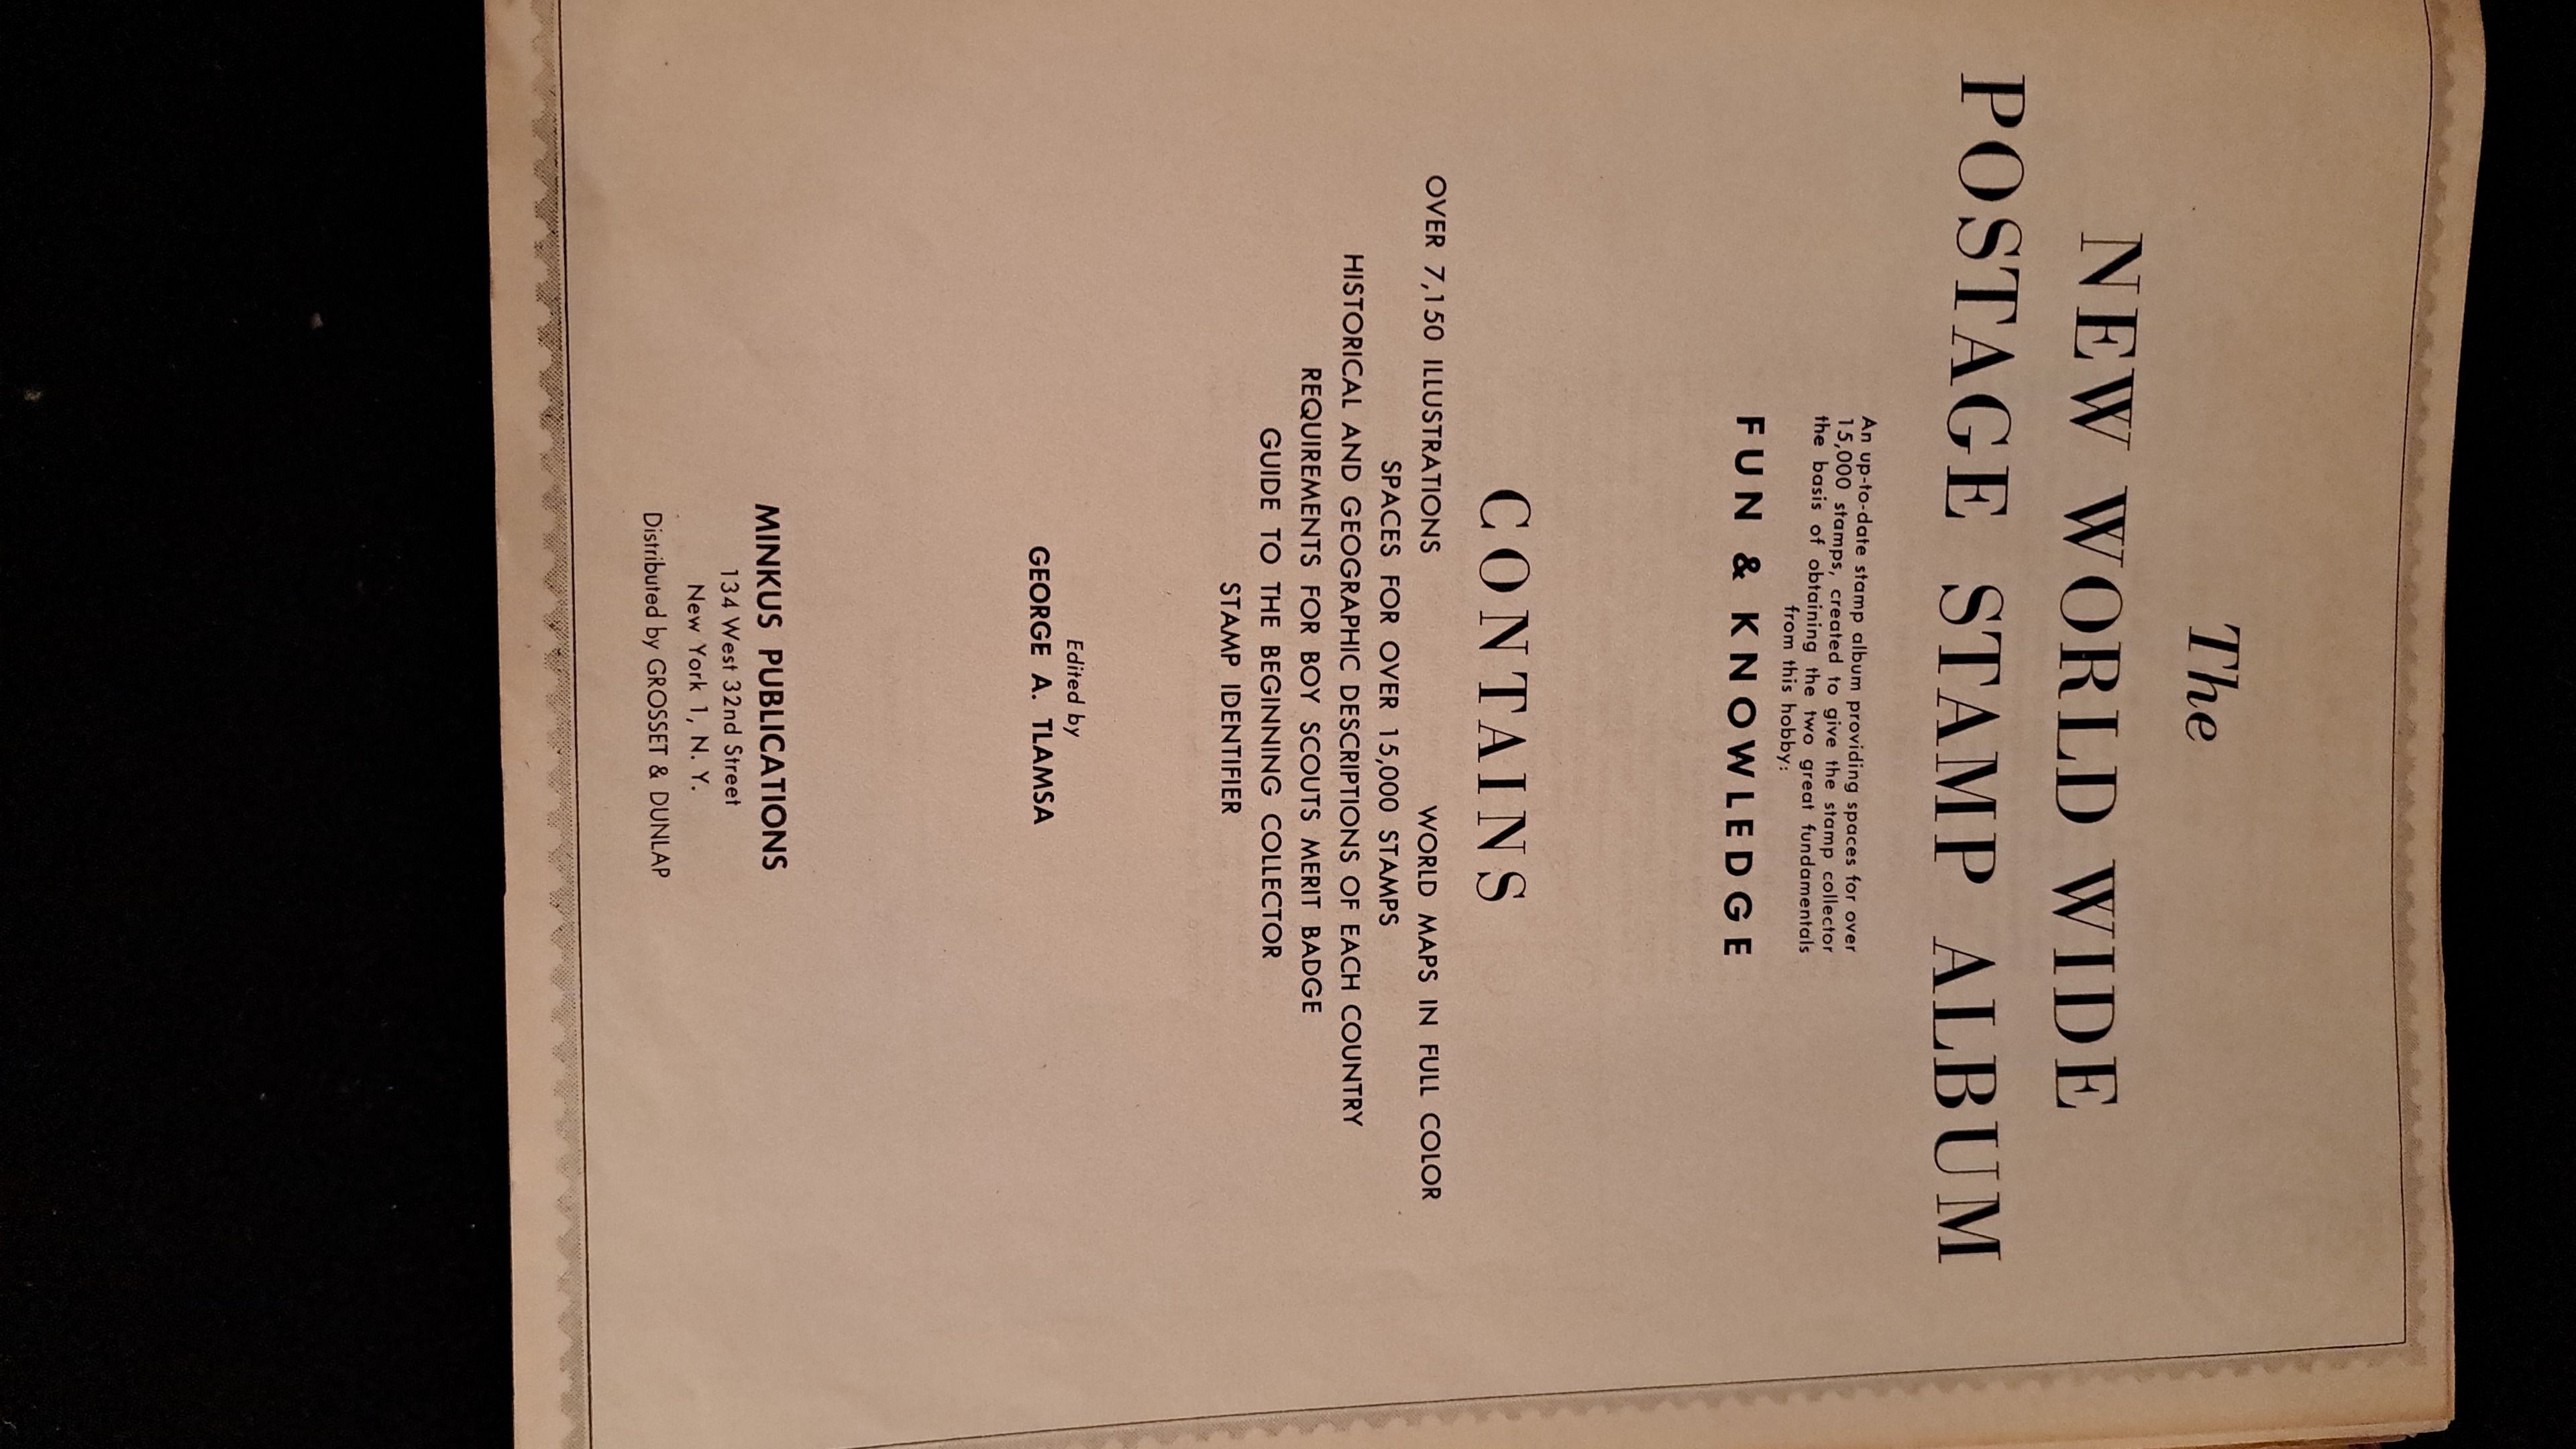 The
NEW WORLD WIDE
POSTAGE STAMP ALBUM
An up-to-date stamp album providing spaces for over
15,000 stamps, created to give the stamp collector
the basis of obtaining the two great fundamentals
from this hobby:
FUN & KNOWLEDGE
CONTAINS
OVER 7,150 ILLUSTRATIONS WORLD MAPS IN FULL COLOR
SPACES FOR OVER 15,000 STAMPS
HISTORICAL AND GEOGRAPHIC DESCRIPTIONS OF EACH COUNTRY
REQUIREMENTS FOR BOY SCOUTS MERIT BADGE
GUIDE TO THE BEGINNING COLLECTOR
STAMP IDENTIFIER
Edited by
GEORGE A. TLAMSA
MINKUS PUBLICATIONS
134 West 32nd Street
New York 1, N. Y.
Distributed by GROSSET & DUNLAP